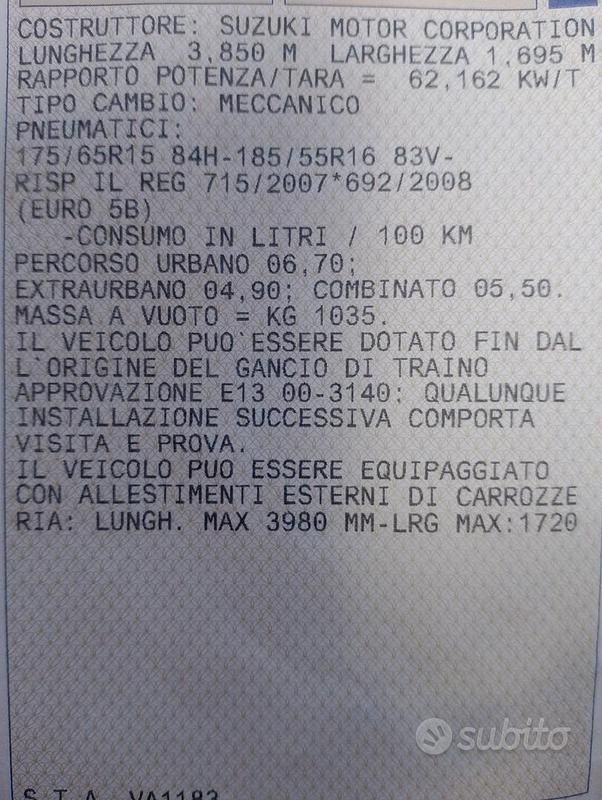 COSTRUTTORE: SUZUKI MOTOR CORPORATION
LUNGHEZZA 3,850 M LARGHEZZA 1,695 M
RAPPORTO POTENZA/TARA = 62,162 KW/T
TIPO CAMBIO: MECCANICO
PNEUMATICI:
175/65R15 84H-185/55R16 83V-
RISP IL REG 715/2007*692/2008
(EURO 5B)
-CONSUMO IN LITRI / 100 KM
PERCORSO URBANO 06,70;
EXTRAURBANO 04,90; COMBINATO 05,50.
MASSA A VUOTO = KG 1035.
IL VEICOLO PUO`ESSERE DOTATO FIN DAL
L`ORIGINE DEL GANCIO DI TRAINO
APPROVAZIONE E13 00-3140; QUALUNQUE
INSTALLAZIONE SUCCESSIVA COMPORTA
VISITA E PROVA.
IL VEICOLO PUO ESSERE EQUIPAGGIATO
CON ALLESTIMENTI ESTERNI DI CARROZZE
RIA: LUNGH. MAX 3980 MM-LRG MAX:1720
subito
S.T.A. VA1183